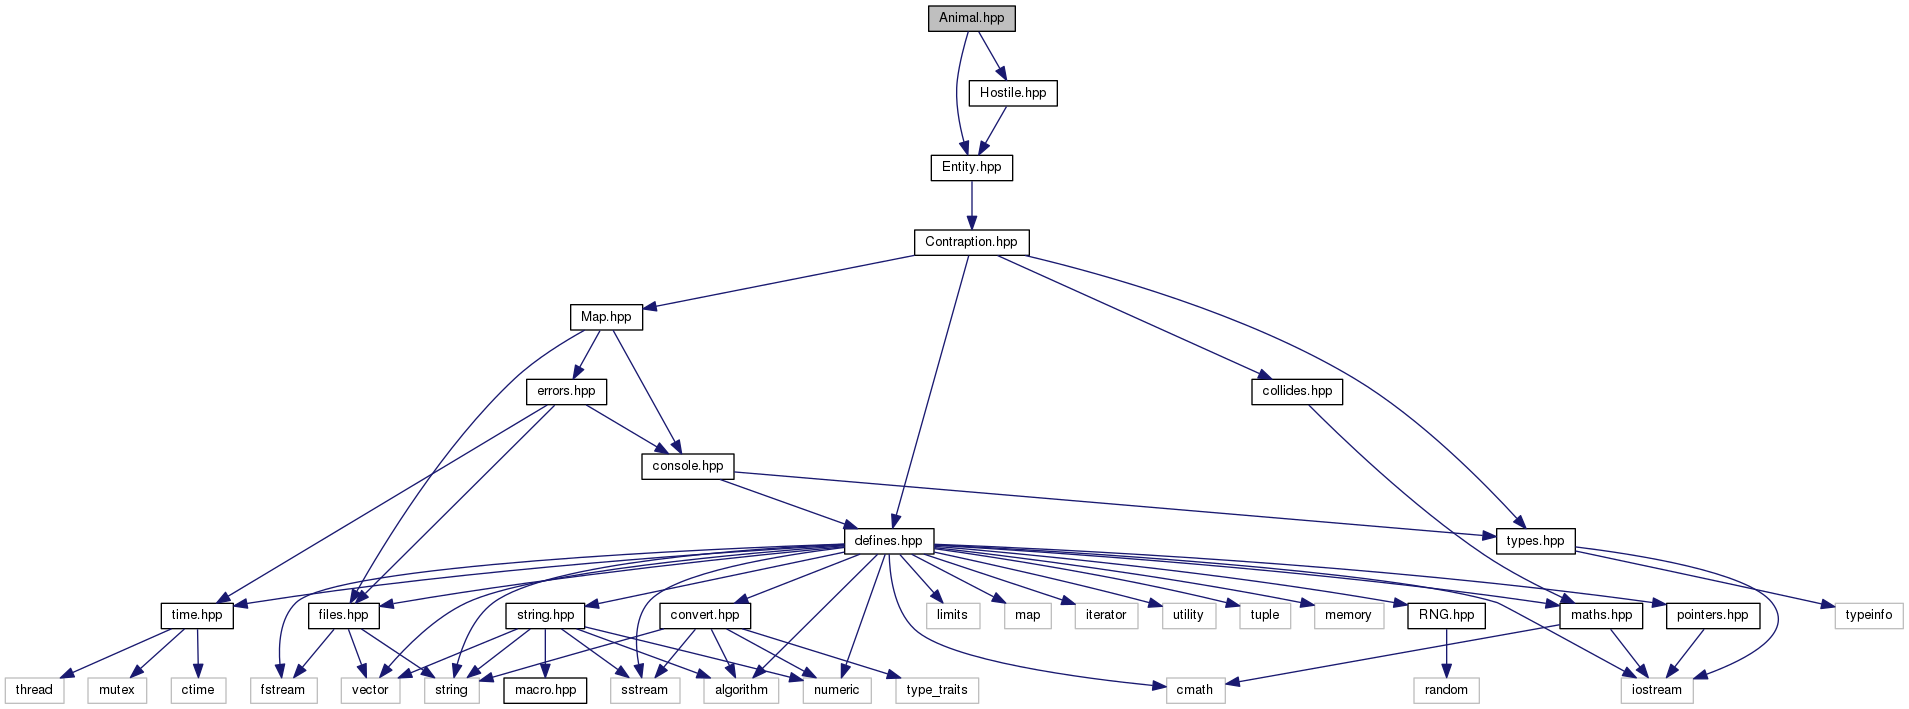 Animal.hpp
Hostile.hpp
Entity.hpp
Contraption.hpp
Map.hpp
errors.hpp
collides.hpp
console.hpp
defines.hpp
types.hpp
time.hpp
files.hpp
string.hpp
convert.hpp
limits
map
iterator
utility
tuple
memory
RNG.hpp
maths.hpp
pointers.hpp
typeinfo
thread
mutex
ctime
fstream
vector
string
macro.hpp
sstream
algorithm
numeric
type_traits
cmath
random
iostream